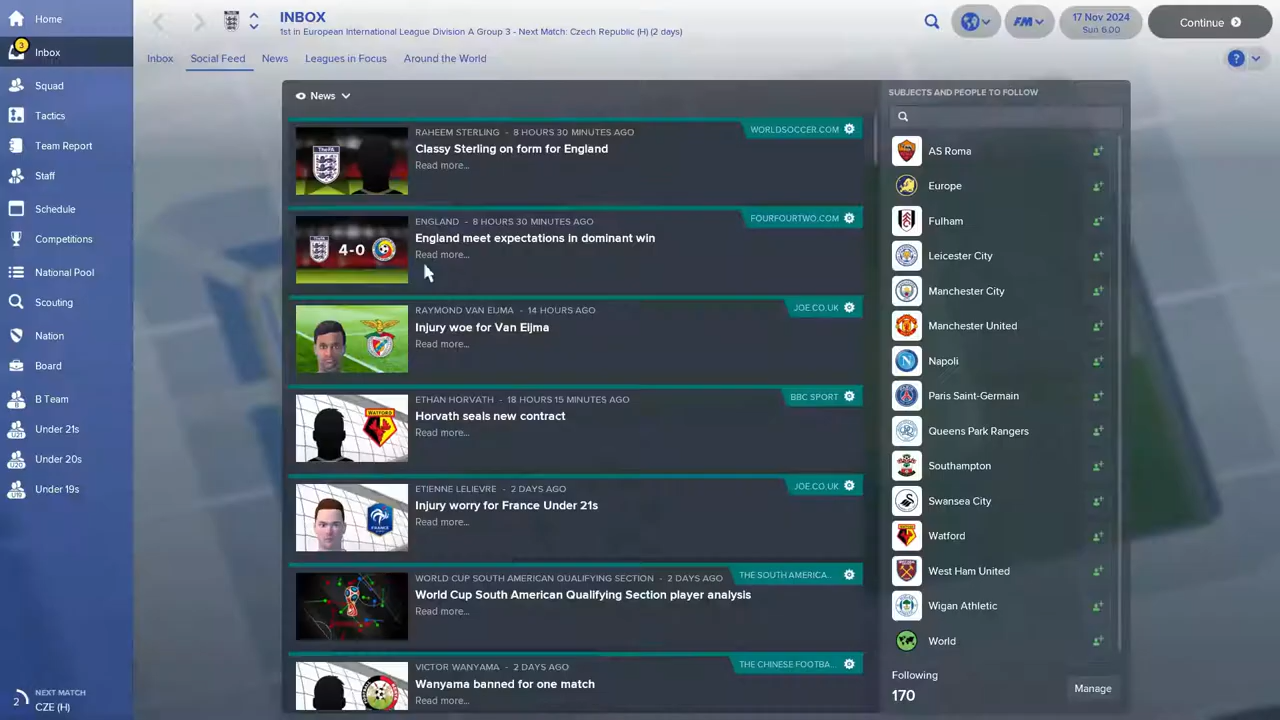 Home
3
Inbox
Squad
Tactics
Team Report
Staff
Schedule
Competitions
National Pool
Scouting
Nation
Board
B
B Team
U21
Under 21s
U20
Under 20s
U19
Under 19s
2
NEXT MATCH
CZE (H)
INBOX
1st in European International League Division A Group 3 - Next Match: Czech Republic (H) (2 days)
FM
17 Nov 2024
Sun 6:00
Continue
Inbox
Social Feed
News
Leagues in Focus
Around the World
?
News
RAHEEM STERLING - 8 HOURS 30 MINUTES AGO
WORLDSOCCER.COM
Classy Sterling on form for England
Read more...
ENGLAND - 8 HOURS 30 MINUTES AGO
FOURFOURTWO.COM
England meet expectations in dominant win
4-0
Read more...
RAYMOND VAN EIJMA - 14 HOURS AGO
JOE.CO.UK
Injury woe for Van Eijma
Read more...
ETHAN HORVATH - 18 HOURS 15 MINUTES AGO
BBC SPORT
Horvath seals new contract
Read more...
WATFORD
ETIENNE LELIEVRE - 2 DAYS AGO
JOE.CO.UK
Injury worry for France Under 21s
Read more...
FRANCE
WORLD CUP SOUTH AMERICAN QUALIFYING SECTION - 2 DAYS AGO
THE SOUTH AMERICA...
World Cup South American Qualifying Section player analysis
Read more...
VICTOR WANYAMA - 2 DAYS AGO
THE CHINESE FOOTBA...
Wanyama banned for one match
Read more...
SUBJECTS AND PEOPLE TO FOLLOW
AS Roma
Europe
Fulham
Leicester City
Manchester City
Manchester United
Napoli
Paris Saint-Germain
Queens Park Rangers
Southampton
Swansea City
Watford
West Ham United
Wigan Athletic
World
Following
170
Manage